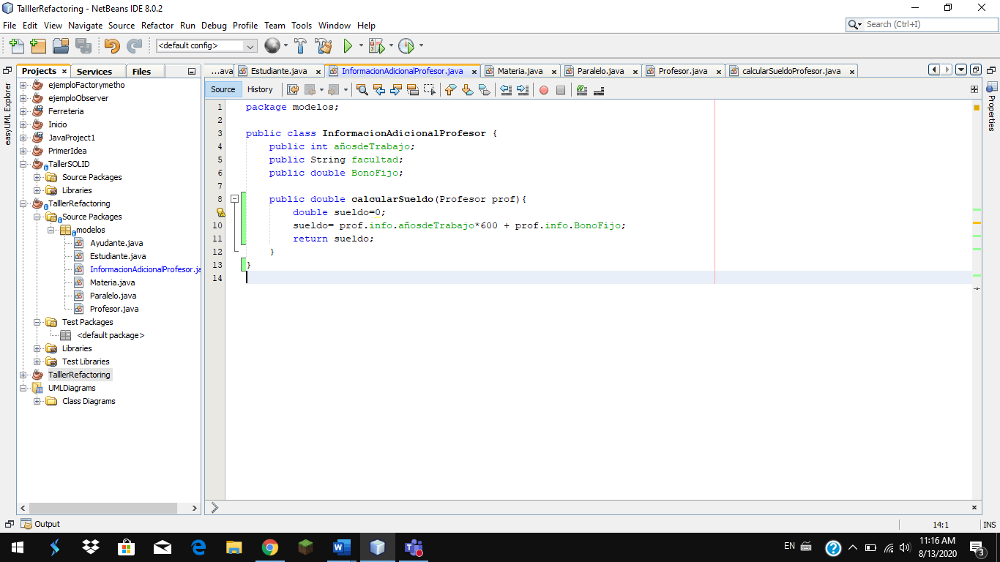 TalllerRefactoring - NetBeans IDE 8.0.2
File Edit View Navigate Source Refactor Run Debug Profile Team Tools Window Help
Search (Ctrl+I)
<default config>
Projects × Services Files
...ava Estudiante.java × InformacionAdicionalProfesor.java × Materia.java × Paralelo.java × Profesor.java × calcularSueldoProfesor.java ×
Source History
easyUML Explorer
ejemploFactorymetho
ejemploObserver
Ferreteria
Inicio
JavaProject1
PrimerIdea
TallerSOLID
Source Packages
Libraries
TallerRefactoring
Source Packages
modelos
Ayudante.java
Estudiante.java
InformacionAdicionalProfesor.ja
Materia.java
Paralelo.java
Profesor.java
Test Packages
<default package>
Libraries
Test Libraries
TalllerRefactoring
UMLDiagrams
Class Diagrams
1 package modelos;
2
3 public class InformacionAdicionalProfesor {
4 public int añosdeTrabajo;
5 public String facultad;
6 public double BonoFijo;
7
8 public double calcularSueldo(Profesor prof){
double sueldo=0;
10 sueldo= prof.info.añosdeTrabajo*600 + prof.info.BonoFijo;
11 return sueldo;
12 }
13 }
14
Properties
Output
14:1 INS
EN
11:16 AM
8/13/2020
3